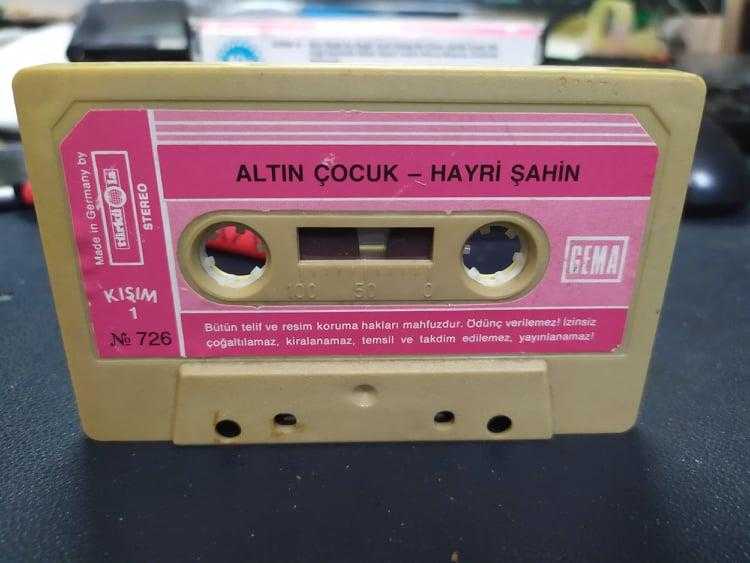 ALTIN ÇOCUK – HAYRİ ŞAHİN
Made in Germany by
türküola
STEREO
GEMA
100 50 0
KISIM
1
№ 726
Bütün telif ve resim koruma hakları mahfuzdur. Ödünç verilemez! İzinsiz
çoğaltılamaz, kiralanamaz, temsil ve takdim edilemez, yayınlanamaz!